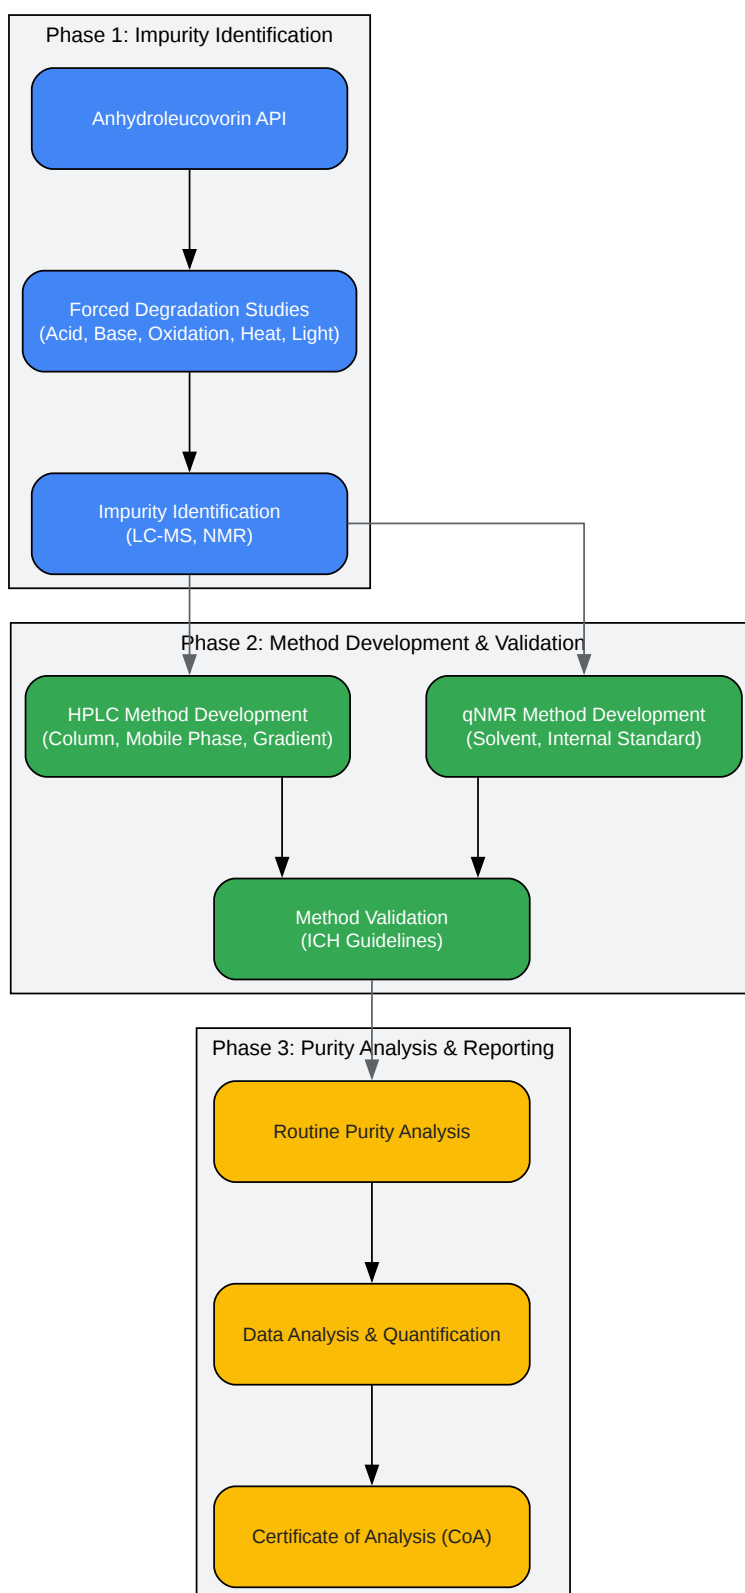 Phase 1: Impurity Identification
Anhydroleucovorin API
Forced Degradation Studies
(Acid, Base, Oxidation, Heat, Light)
Impurity Identification
(LC-MS, NMR)
Phase 2: Method Development & Validation
HPLC Method Development
(Column, Mobile Phase, Gradient)
qNMR Method Development
(Solvent, Internal Standard)
Method Validation
(ICH Guidelines)
Phase 3: Purity Analysis & Reporting
Routine Purity Analysis
Data Analysis & Quantification
Certificate of Analysis (CoA)